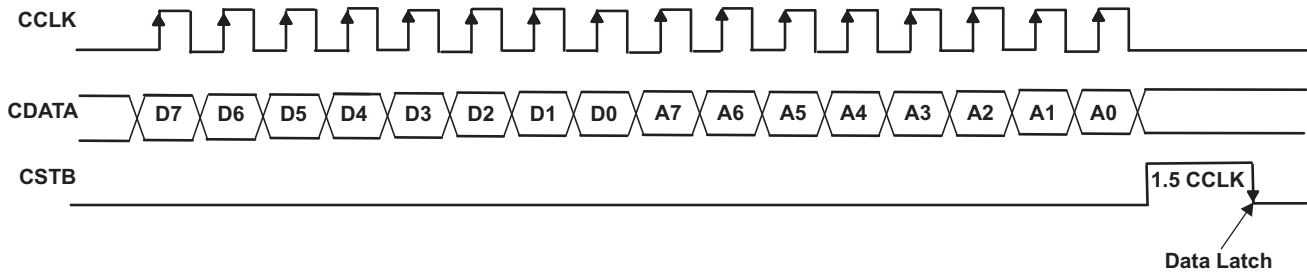 CCLK
CDATA D7 D6 D5 D4 D3 D2 D1 D0 A7 A6 A5 A4 A3 A2 A1 A0
CSTB 1.5 CCLK
Data Latch